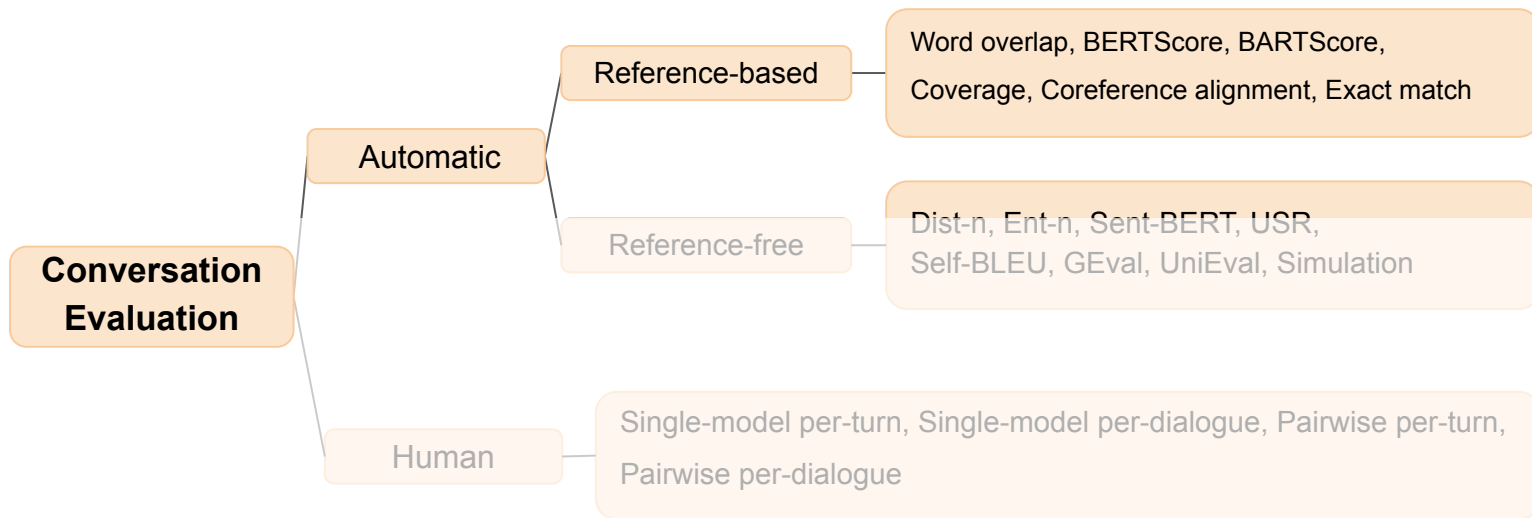 Word overlap, BERTScore, BARTScore,
Coverage, Coreference alignment, Exact match
Reference-based
Automatic
Dist-n, Ent-n, Sent-BERT, USR,
Self-BLEU, GEval, UniEval, Simulation
Reference-free
Conversation
Evaluation
Single-model per-turn, Single-model per-dialogue, Pairwise per-turn,
Pairwise per-dialogue
Human